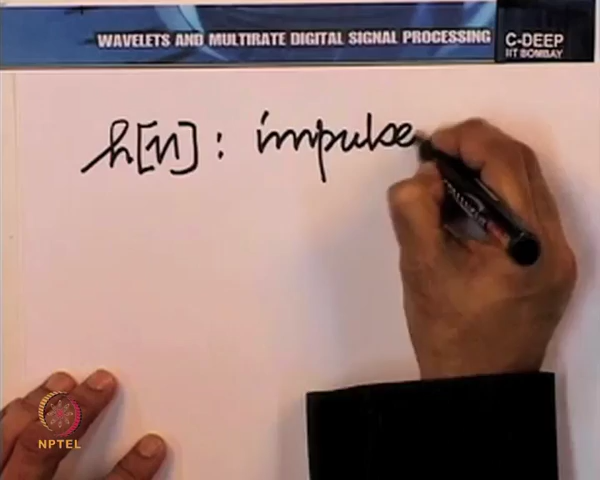 WAVELETS AND MULTIRATE DIGITAL SIGNAL PROCESSING
C-DEEP
IIT BOMBAY
h[n] : impulse
NPTEL